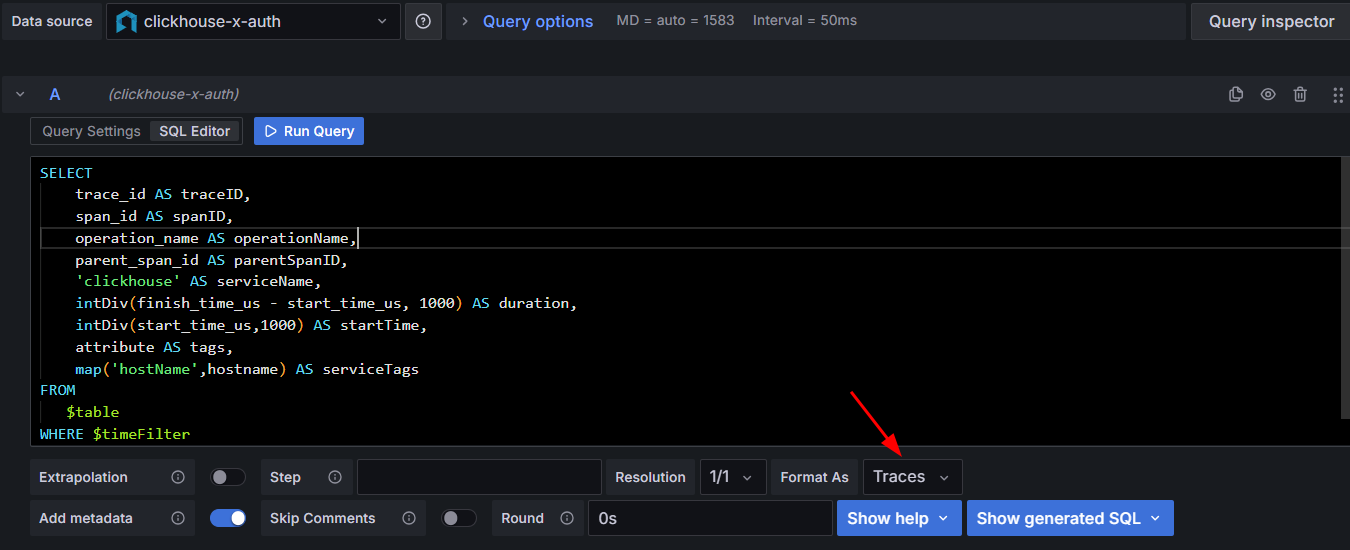 Data source clickhouse-x-auth Query options MD = auto = 1583 Interval = 50ms Query inspector
A (clickhouse-x-auth)
Query Settings SQL Editor Run Query
SELECT
trace_id AS traceID,
span_id AS spanID,
operation_name AS operationName,
parent_span_id AS parentSpanID,
'clickhouse' AS serviceName,
intDiv(finish_time_us - start_time_us, 1000) AS duration,
intDiv(start_time_us,1000) AS startTime,
attribute AS tags,
map('hostName',hostname) AS serviceTags
FROM
$table
WHERE $timeFilter
Extrapolation Step Resolution 1/1 Format As Traces
Add metadata Skip Comments Round 0s Show help Show generated SQL